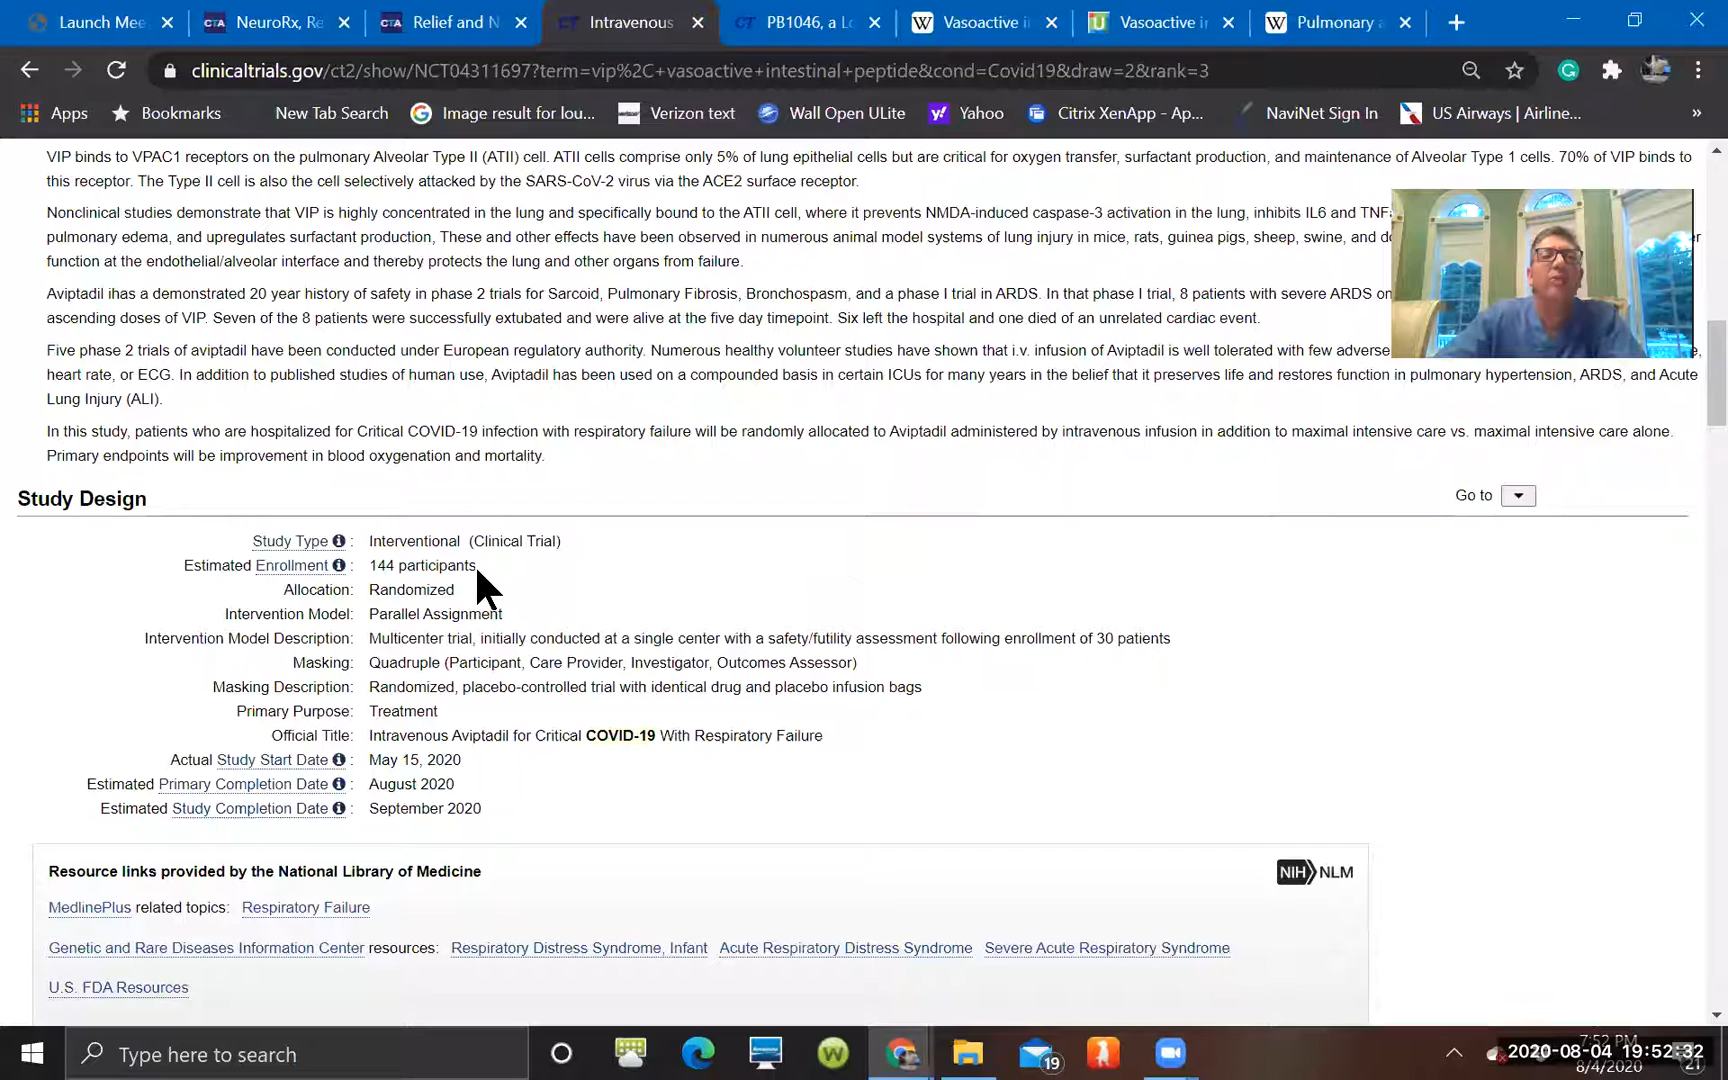 Launch Mee
NeuroRx, Re
Relief and N
Intravenous
PB1046, a Lo
Vasoactive in
Vasoactive in
Pulmonary a
clinicaltrials.gov/ct2/show/NCT04311697?term=vip%2C+vasoactive+intestinal+peptide&cond=Covid19&draw=2&rank=3
Apps
Bookmarks
New Tab Search
Image result for lou...
Verizon text
Wall Open ULite
Yahoo
Citrix XenApp - Ap...
NaviNet Sign In
US Airways | Airline...
»
VIP binds to VPAC1 receptors on the pulmonary Alveolar Type II (ATII) cell. ATII cells comprise only 5% of lung epithelial cells but are critical for oxygen transfer, surfactant production, and maintenance of Alveolar Type 1 cells. 70% of VIP binds to
this receptor. The Type II cell is also the cell selectively attacked by the SARS-CoV-2 virus via the ACE2 surface receptor.
Nonclinical studies demonstrate that VIP is highly concentrated in the lung and specifically bound to the ATII cell, where it prevents NMDA-induced caspase-3 activation in the lung, inhibits IL6 and TNF
pulmonary edema, and upregulates surfactant production, These and other effects have been observed in numerous animal model systems of lung injury in mice, rats, guinea pigs, sheep, swine, and
function at the endothelial/alveolar interface and thereby protects the lung and other organs from failure.
Aviptadil ihas a demonstrated 20 year history of safety in phase 2 trials for Sarcoid, Pulmonary Fibrosis, Bronchospasm, and a phase I trial in ARDS. In that phase I trial, 8 patients with severe ARDS on
ascending doses of VIP. Seven of the 8 patients were successfully extubated and were alive at the five day timepoint. Six left the hospital and one died of an unrelated cardiac event.
Five phase 2 trials of aviptadil have been conducted under European regulatory authority. Numerous healthy volunteer studies have shown that i.v. infusion of Aviptadil is well tolerated with few adverse
heart rate, or ECG. In addition to published studies of human use, Aviptadil has been used on a compounded basis in certain ICUs for many years in the belief that it preserves life and restores function in pulmonary hypertension, ARDS, and Acute
Lung Injury (ALI).
In this study, patients who are hospitalized for Critical COVID-19 infection with respiratory failure will be randomly allocated to Aviptadil administered by intravenous infusion in addition to maximal intensive care vs. maximal intensive care alone.
Primary endpoints will be improvement in blood oxygenation and mortality.
Study Design
Go to
Study Type : Interventional (Clinical Trial)
Estimated Enrollment : 144 participants
Allocation: Randomized
Intervention Model: Parallel Assignment
Intervention Model Description: Multicenter trial, initially conducted at a single center with a safety/futility assessment following enrollment of 30 patients
Masking: Quadruple (Participant, Care Provider, Investigator, Outcomes Assessor)
Masking Description: Randomized, placebo-controlled trial with identical drug and placebo infusion bags
Primary Purpose: Treatment
Official Title: Intravenous Aviptadil for Critical COVID-19 With Respiratory Failure
Actual Study Start Date : May 15, 2020
Estimated Primary Completion Date : August 2020
Estimated Study Completion Date : September 2020
Resource links provided by the National Library of Medicine
NIH NLM
MedlinePlus related topics: Respiratory Failure
Genetic and Rare Diseases Information Center resources: Respiratory Distress Syndrome, Infant Acute Respiratory Distress Syndrome Severe Acute Respiratory Syndrome
U.S. FDA Resources
Type here to search
19
7:52 PM
2020-08-04 19:52:32
8/4/2020
21